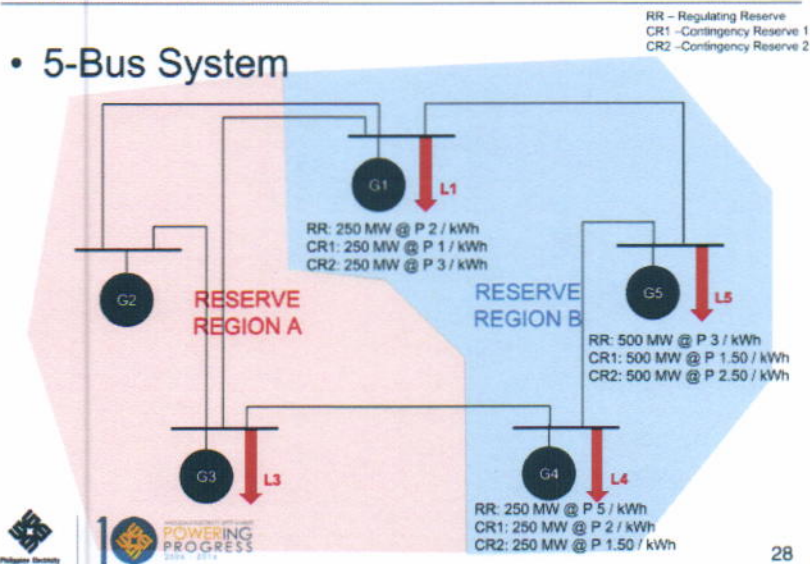 RR – Regulating Reserve
CR1 –Contingency Reserve 1
CR2 –Contingency Reserve 2
• 5-Bus System
G1
L1
RR: 250 MW @ P 2 / kWh
CR1: 250 MW @ P 1 / kWh
CR2: 250 MW @ P 3 / kWh
G2
RESERVE
REGION A
RESERVE
REGION B
G5
L5
RR: 500 MW @ P 3 / kWh
CR1: 500 MW @ P 1.50 / kWh
CR2: 500 MW @ P 2.50 / kWh
G3
L3
G4
L4
RR: 250 MW @ P 5 / kWh
CR1: 250 MW @ P 2 / kWh
CR2: 250 MW @ P 1.50 / kWh
Philippine Electricity
POWERING
PROGRESS
28